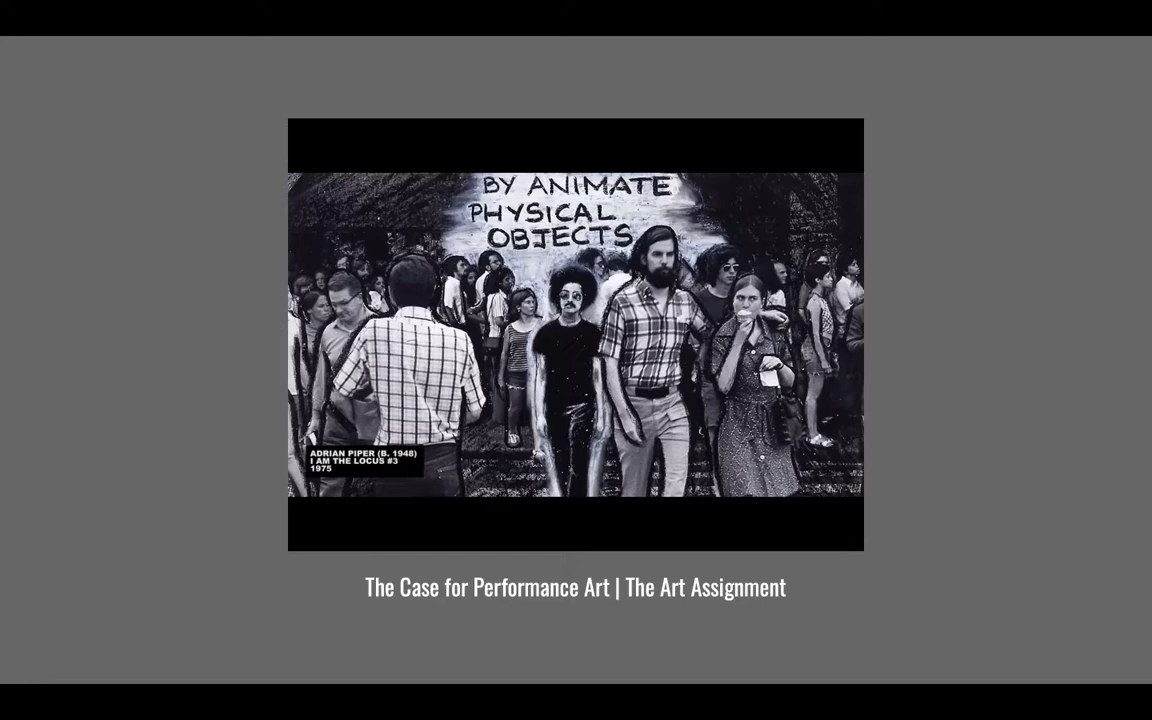 BY ANIMATE
PHYSICAL
OBJECTS
ADRIAN PIPER (B. 1948)
I AM THE LOCUS #3
1975
The Case for Performance Art | The Art Assignment